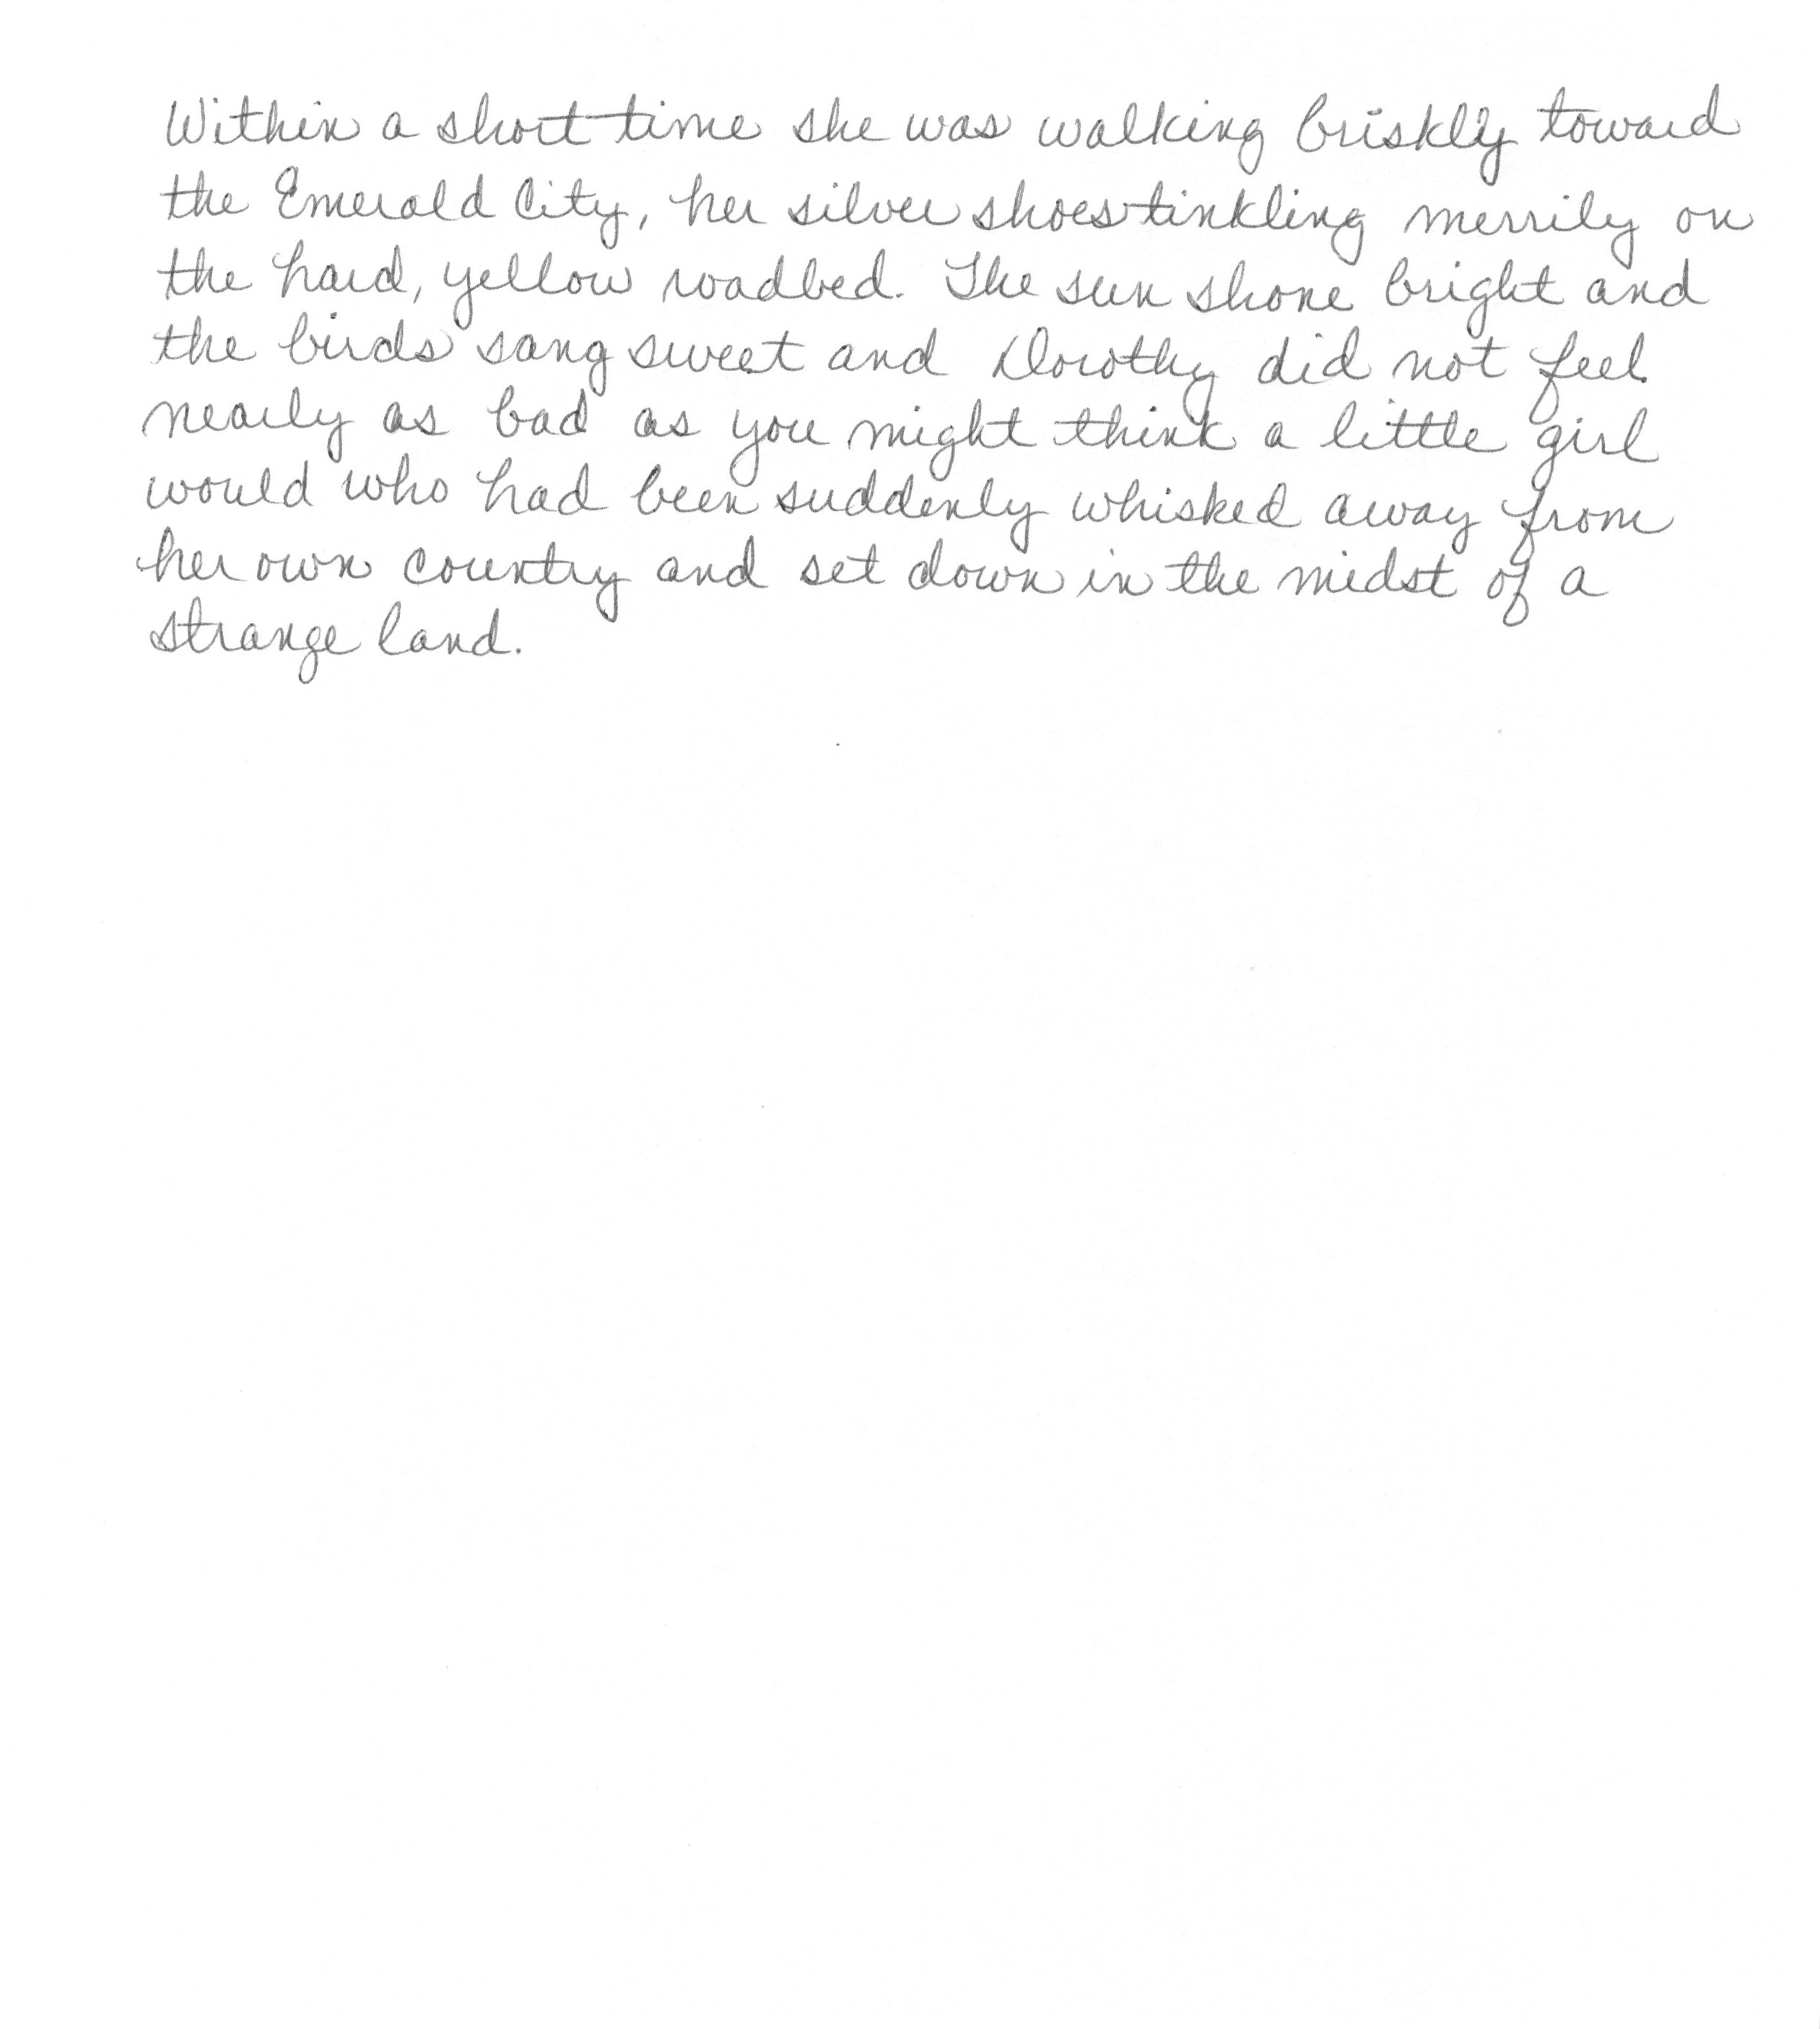 Within a short time she was walking briskly toward
the Emerald City, her silver shoes tinkling merrily on
the hard, yellow roadbed. The sun shone bright and
the birds sang sweet and Dorothy did not feel
nearly as bad as you might think a little girl
would who had been suddenly whisked away from
her own country and set down in the midst of a
strange land.